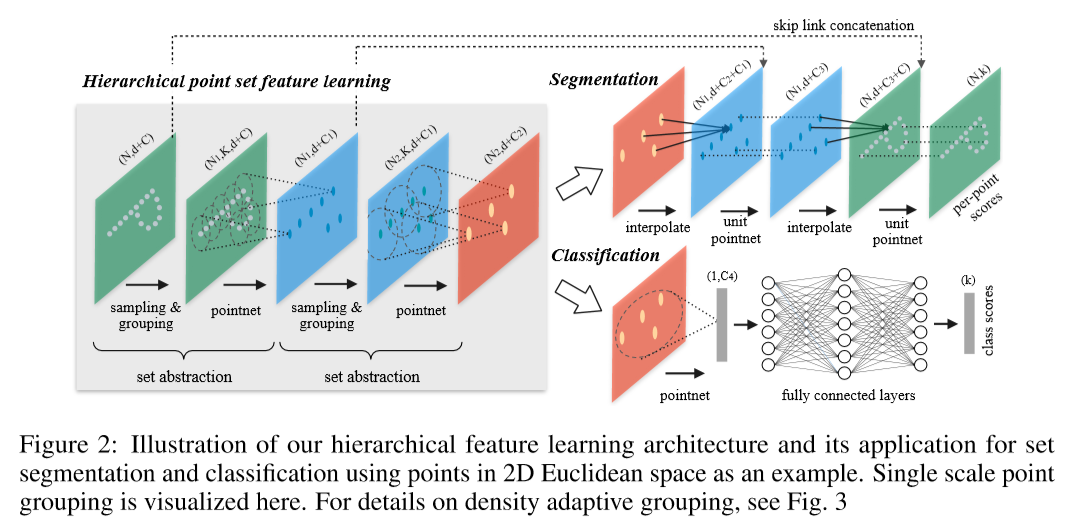 skip link concatenation
Hierarchical point set feature learning
(N,d+C)
(N1,K,d+C)
(N1,d+C1)
(N2,K,d+C1)
(N2,d+C2)
sampling &
grouping
pointnet
sampling &
grouping
pointnet
set abstraction
set abstraction
Segmentation
(N1,d+C2+C1)
(N1,d+C3)
(N,d+C3+C)
(N,k)
interpolate
unit
pointnet
interpolate
unit
pointnet
per-point
scores
Classification
(1,C4)
(k)
class scores
pointnet
fully connected layers
Figure 2: Illustration of our hierarchical feature learning architecture and its application for set
segmentation and classification using points in 2D Euclidean space as an example. Single scale point
grouping is visualized here. For details on density adaptive grouping, see Fig. 3